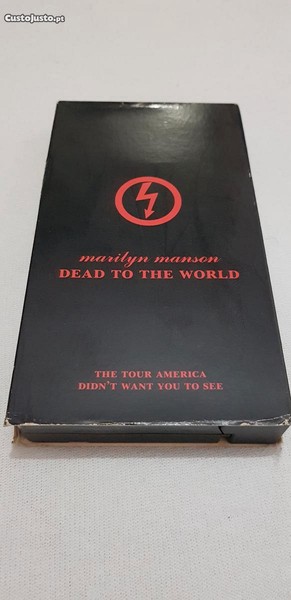 CustoJusto.pt
marilyn manson
DEAD TO THE WORLD
THE TOUR AMERICA
DIDN'T WANT YOU TO SEE